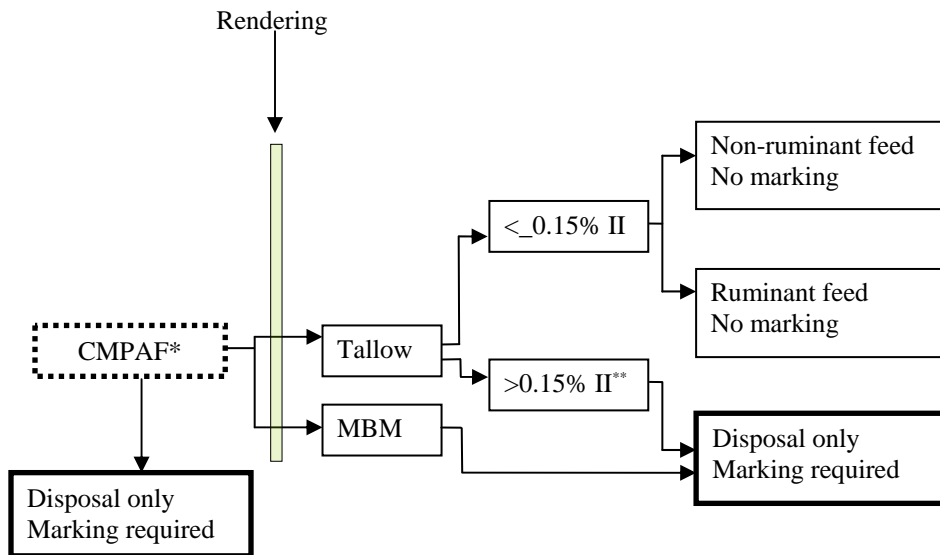 Rendering
Non-ruminant feed
No marking
<_0.15% II
Ruminant feed
No marking
CMPAF*
Tallow
>0.15% II**
MBM
Disposal only
Marking required
Disposal only
Marking required